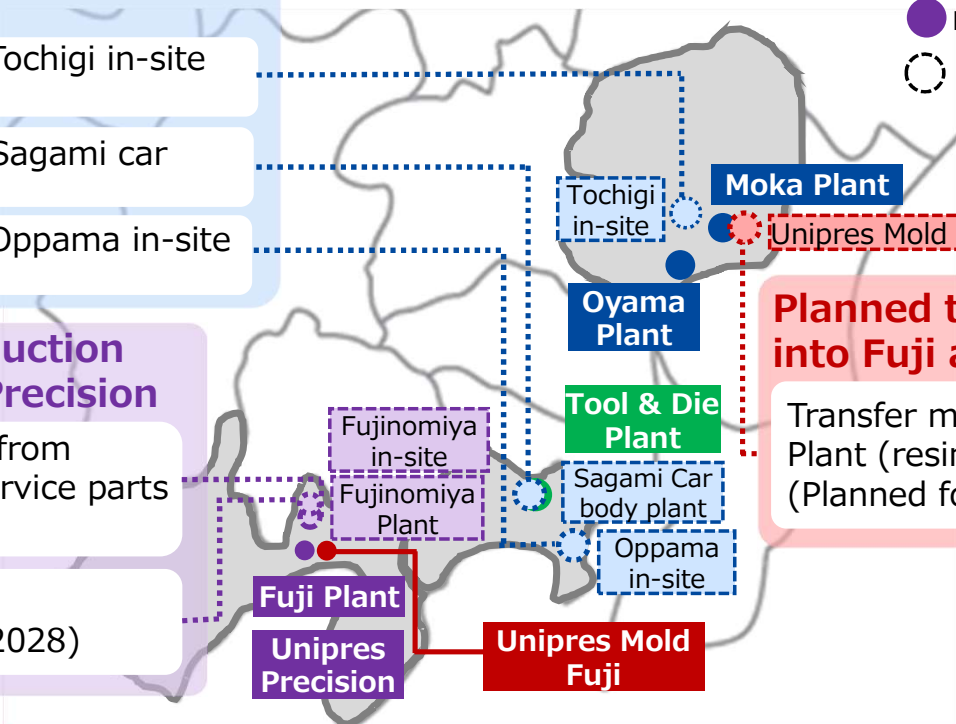 Tochigi in-site
Sagami car
Oppama in-site
uction
Precision
from
rvice parts
2028)
Tochigi
in-site
Moka Plant
Unipres Mold
Oyama
Plant
Planned t
into Fuji a
Transfer m
Plant (resin
(Planned fo
Tool & Die
Plant
Fujinomiya
in-site
Fujinomiya
Plant
Sagami Car
body plant
Oppama
in-site
Fuji Plant
Unipres
Precision
Unipres Mold
Fuji